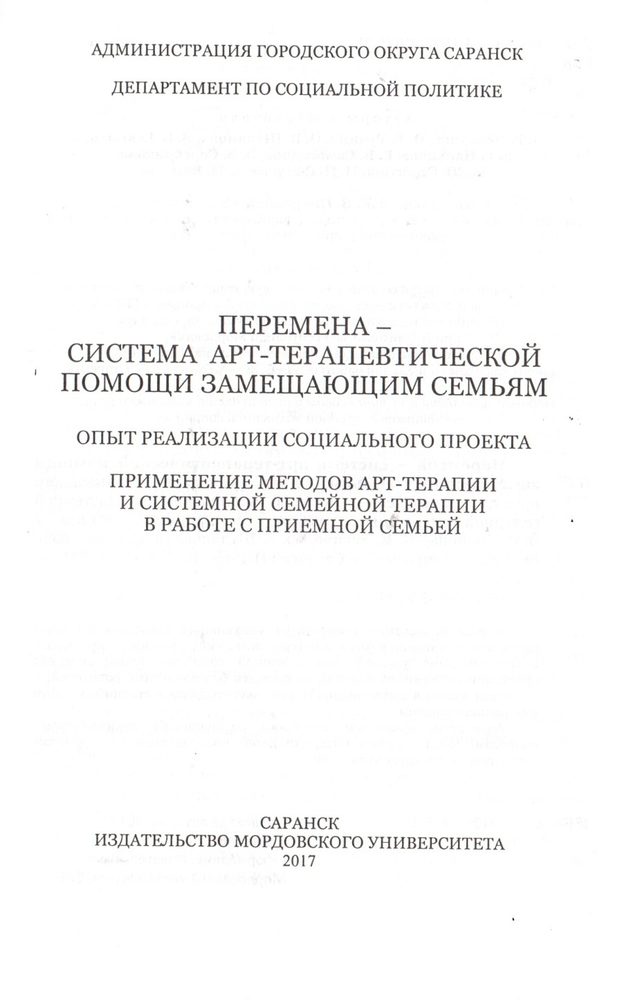 АДМИНИСТРАЦИЯ ГОРОДСКОГО ОКРУГА САРАНСК
ДЕПАРТАМЕНТ ПО СОЦИАЛЬНОЙ ПОЛИТИКЕ
ПЕРЕМЕНА –
СИСТЕМА АРТ-ТЕРАПЕВТИЧЕСКОЙ
ПОМОЩИ ЗАМЕЩАЮЩИМ СЕМЬЯМ
ОПЫТ РЕАЛИЗАЦИИ СОЦИАЛЬНОГО ПРОЕКТА
ПРИМЕНЕНИЕ МЕТОДОВ АРТ-ТЕРАПИИ
И СИСТЕМНОЙ СЕМЕЙНОЙ ТЕРАПИИ
В РАБОТЕ С ПРИЕМНОЙ СЕМЬЕЙ
САРАНСК
ИЗДАТЕЛЬСТВО МОРДОВСКОГО УНИВЕРСИТЕТА
2017